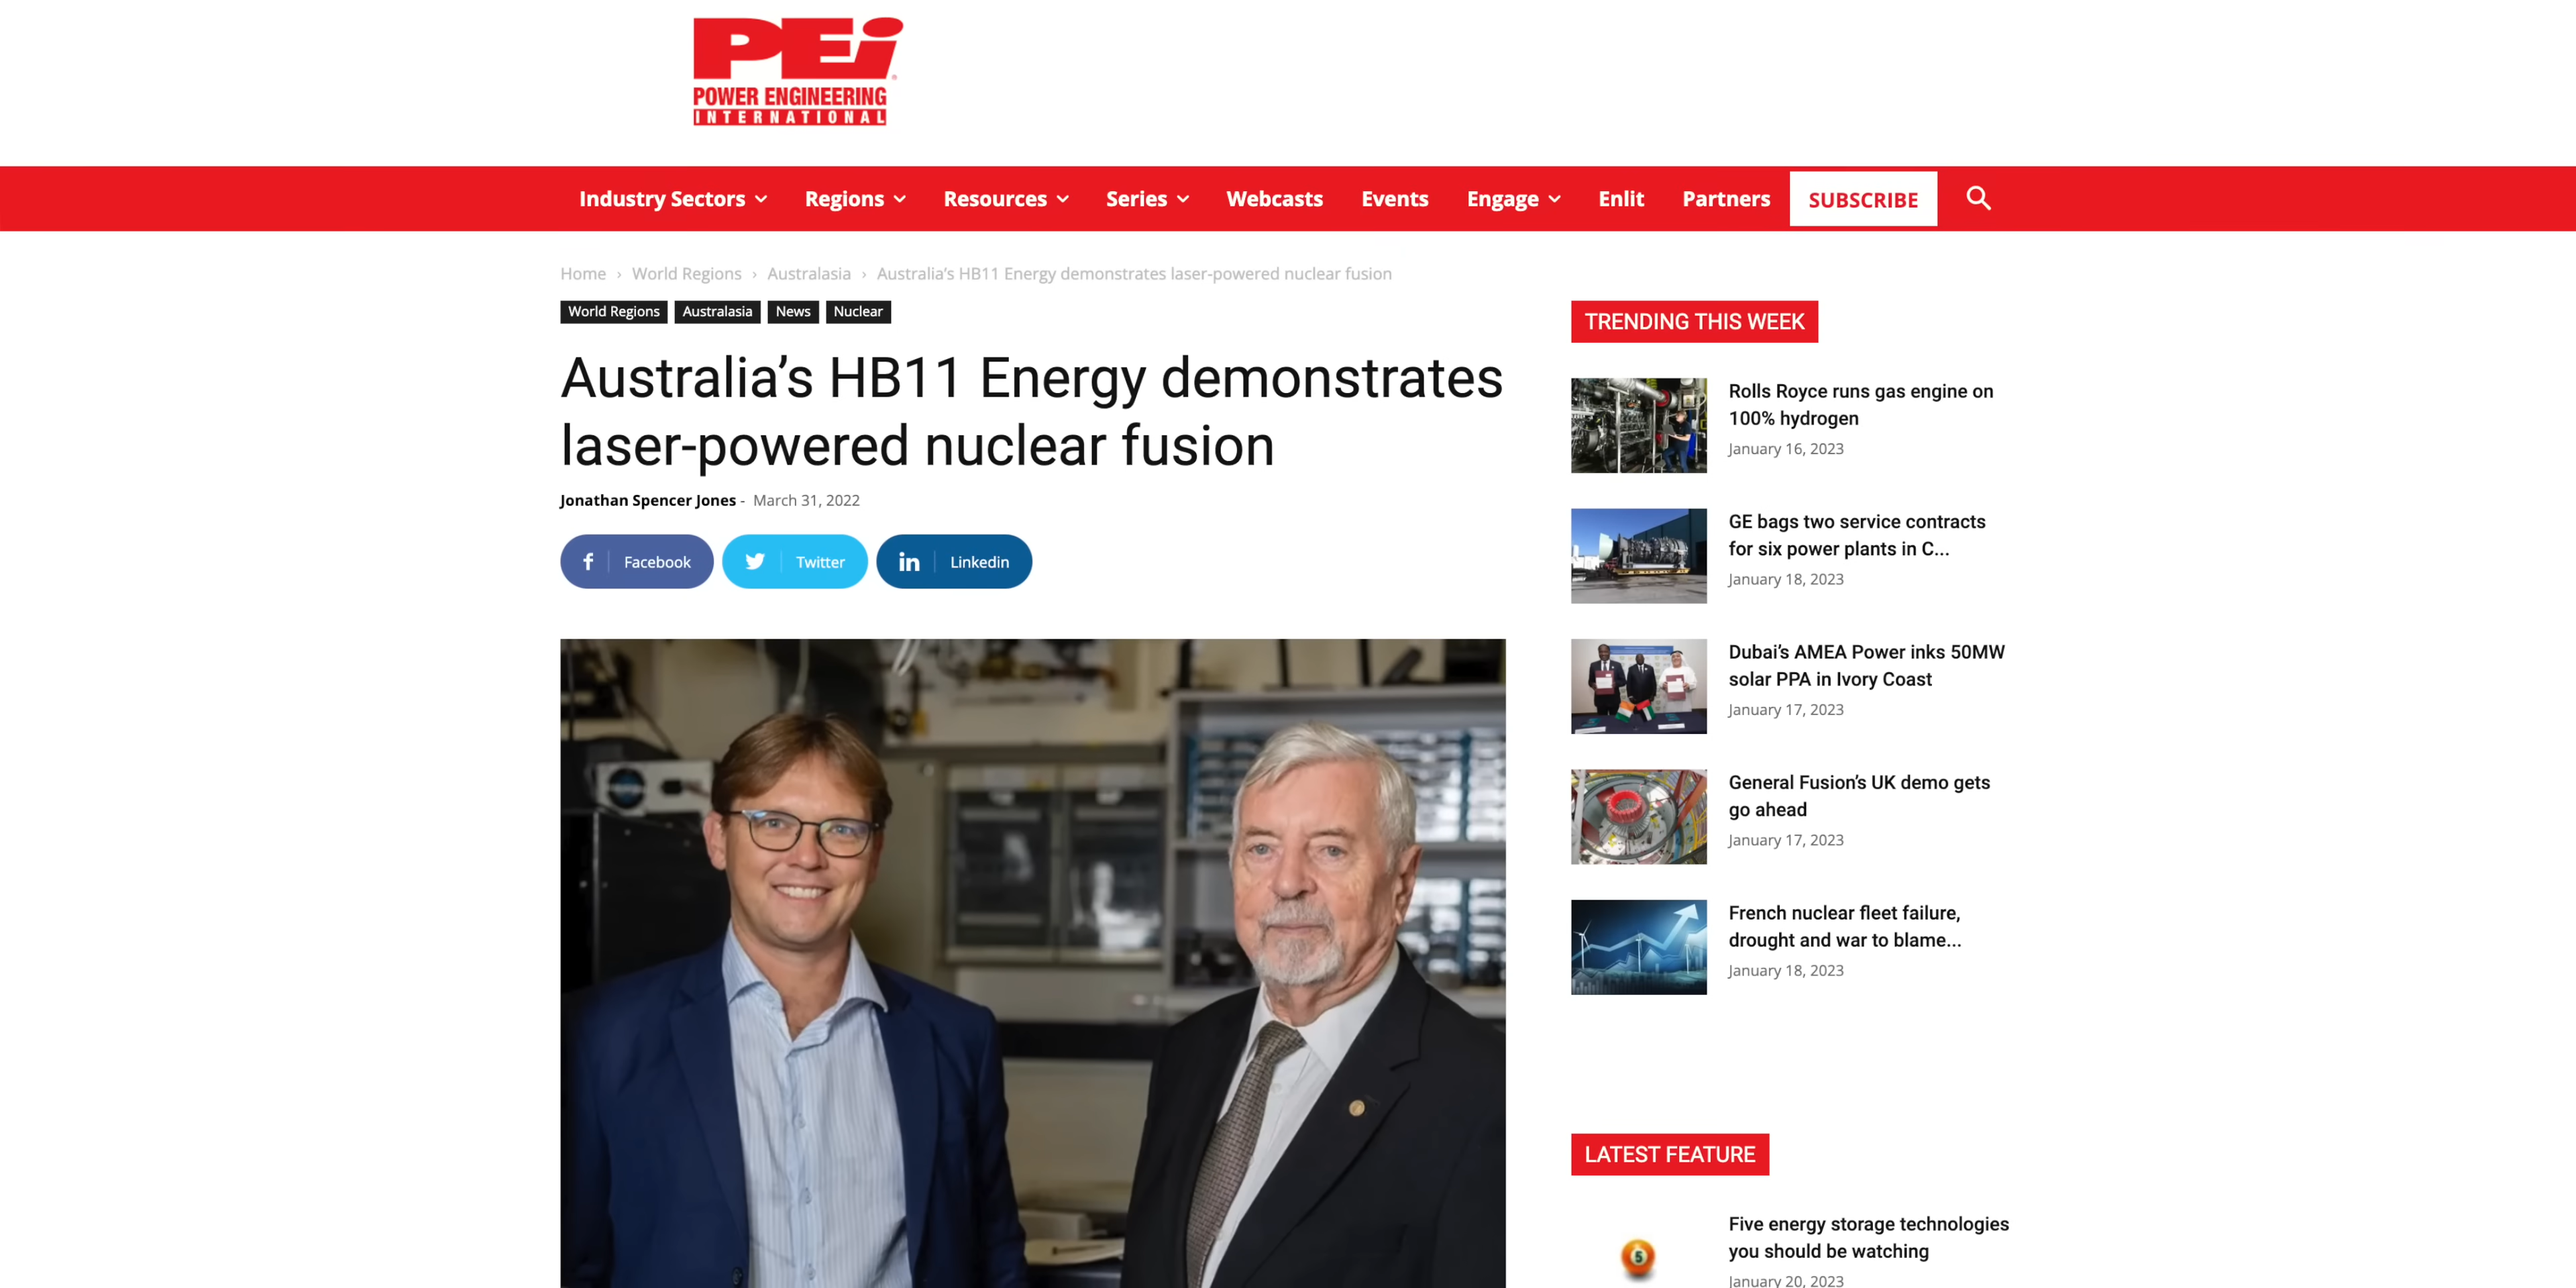 PEi
POWER ENGINEERING
INTERNATIONAL
Industry Sectors Regions Resources Series Webcasts Events Engage Enlit Partners SUBSCRIBE
Home › World Regions › Australasia › Australia’s HB11 Energy demonstrates laser-powered nuclear fusion
World Regions Australasia News Nuclear
Australia’s HB11 Energy demonstrates
laser-powered nuclear fusion
Jonathan Spencer Jones - March 31, 2022
Facebook Twitter Linkedin
TRENDING THIS WEEK
Rolls Royce runs gas engine on
100% hydrogen
January 16, 2023
GE bags two service contracts
for six power plants in C...
January 18, 2023
Dubai’s AMEA Power inks 50MW
solar PPA in Ivory Coast
January 17, 2023
General Fusion’s UK demo gets
go ahead
January 17, 2023
French nuclear fleet failure,
drought and war to blame...
January 18, 2023
LATEST FEATURE
5
Five energy storage technologies
you should be watching
January 20, 2023